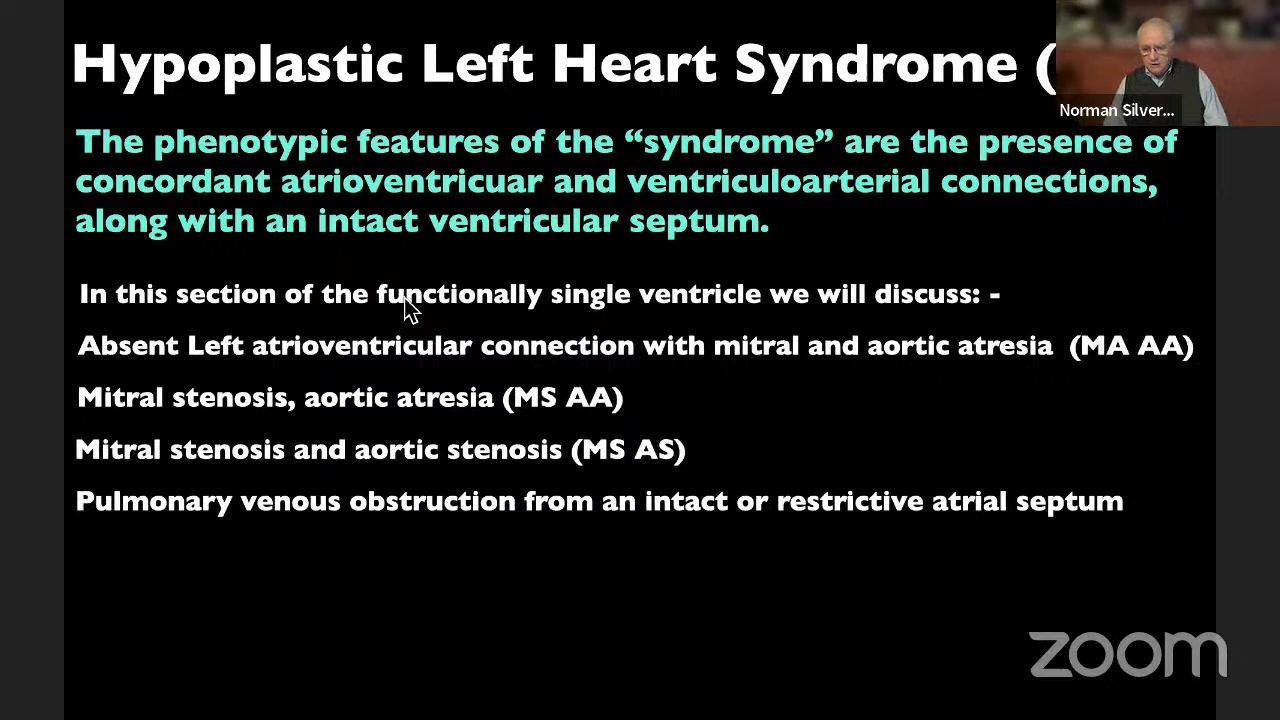 Hypoplastic Left Heart Syndrome (
Norman Silver...
The phenotypic features of the “syndrome” are the presence of
concordant atrioventricuar and ventriculoarterial connections,
along with an intact ventricular septum.
In this section of the functionally single ventricle we will discuss: -
Absent Left atrioventricular connection with mitral and aortic atresia (MA AA)
Mitral stenosis, aortic atresia (MS AA)
Mitral stenosis and aortic stenosis (MS AS)
Pulmonary venous obstruction from an intact or restrictive atrial septum
zoom